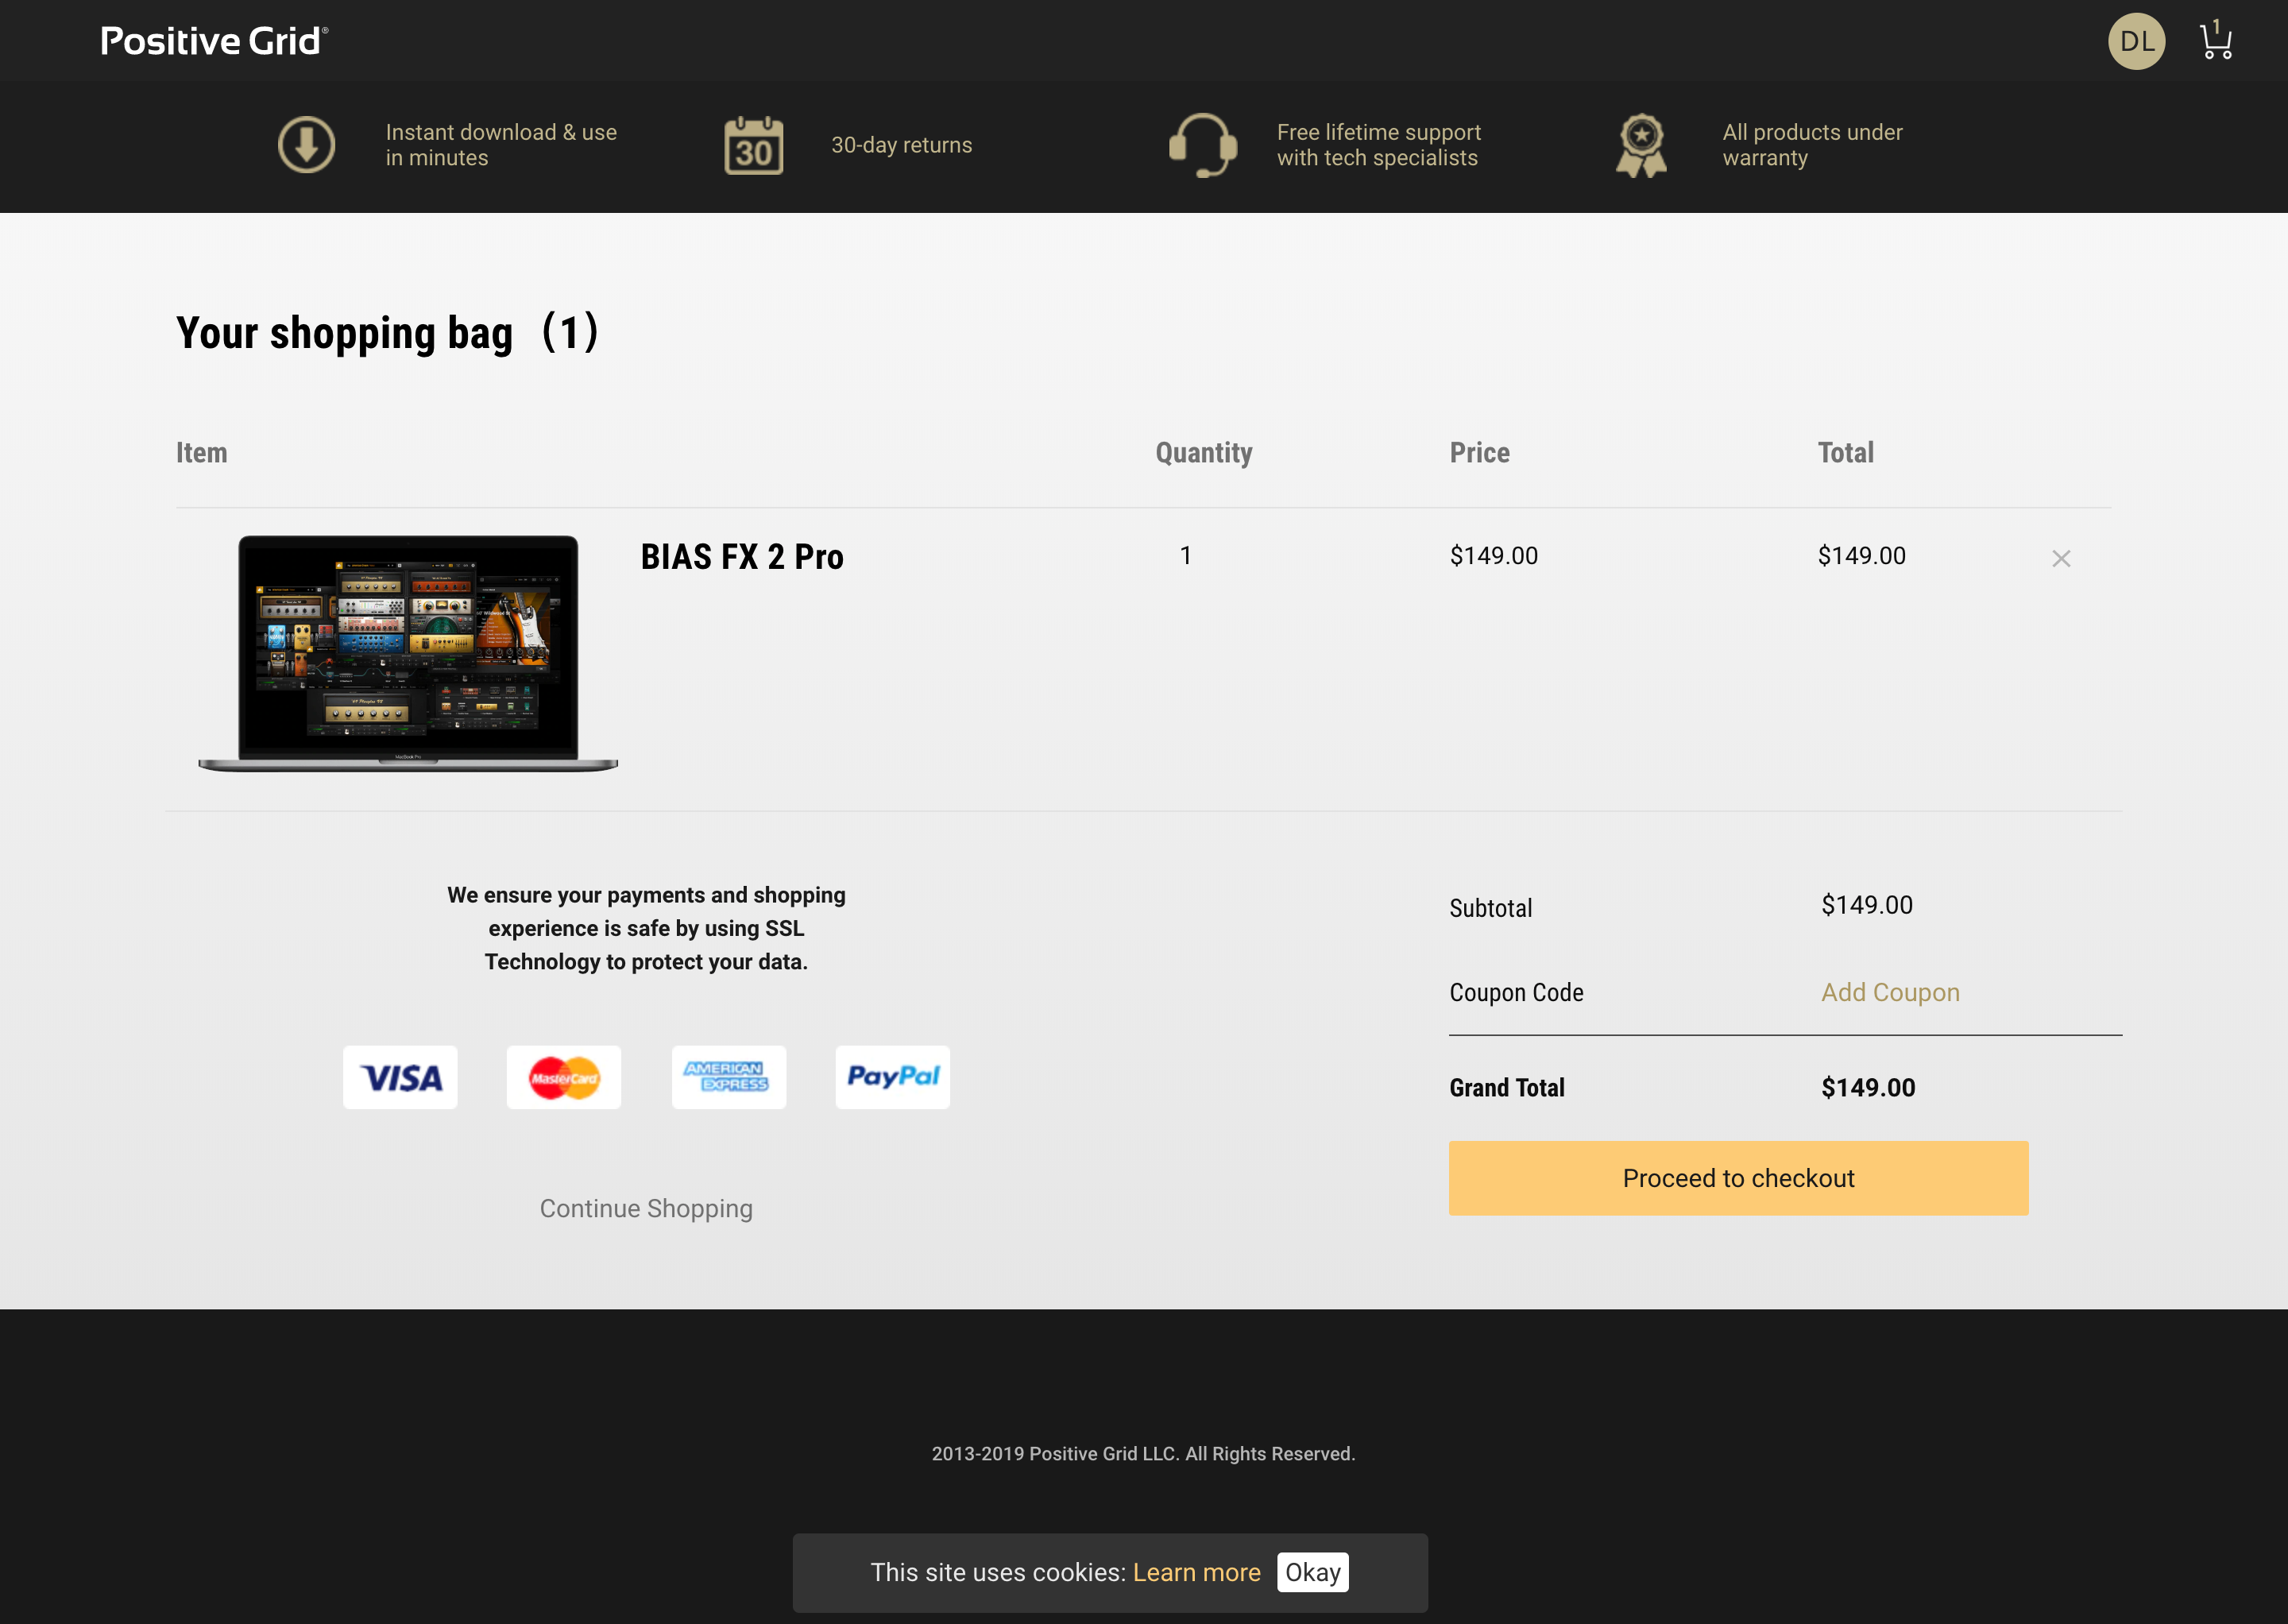 Positive Grid®
DL
1
Instant download & use
in minutes
30
30-day returns
Free lifetime support
with tech specialists
All products under
warranty
Your shopping bag (1)
Item
Quantity
Price
Total
BIAS FX 2 Pro
1
$149.00
$149.00
MacBook Pro
We ensure your payments and shopping
experience is safe by using SSL
Technology to protect your data.
VISA
MasterCard
AMERICAN
EXPRESS
PayPal
Continue Shopping
Subtotal
$149.00
Coupon Code
Add Coupon
Grand Total
$149.00
Proceed to checkout
2013-2019 Positive Grid LLC. All Rights Reserved.
This site uses cookies: Learn more
Okay